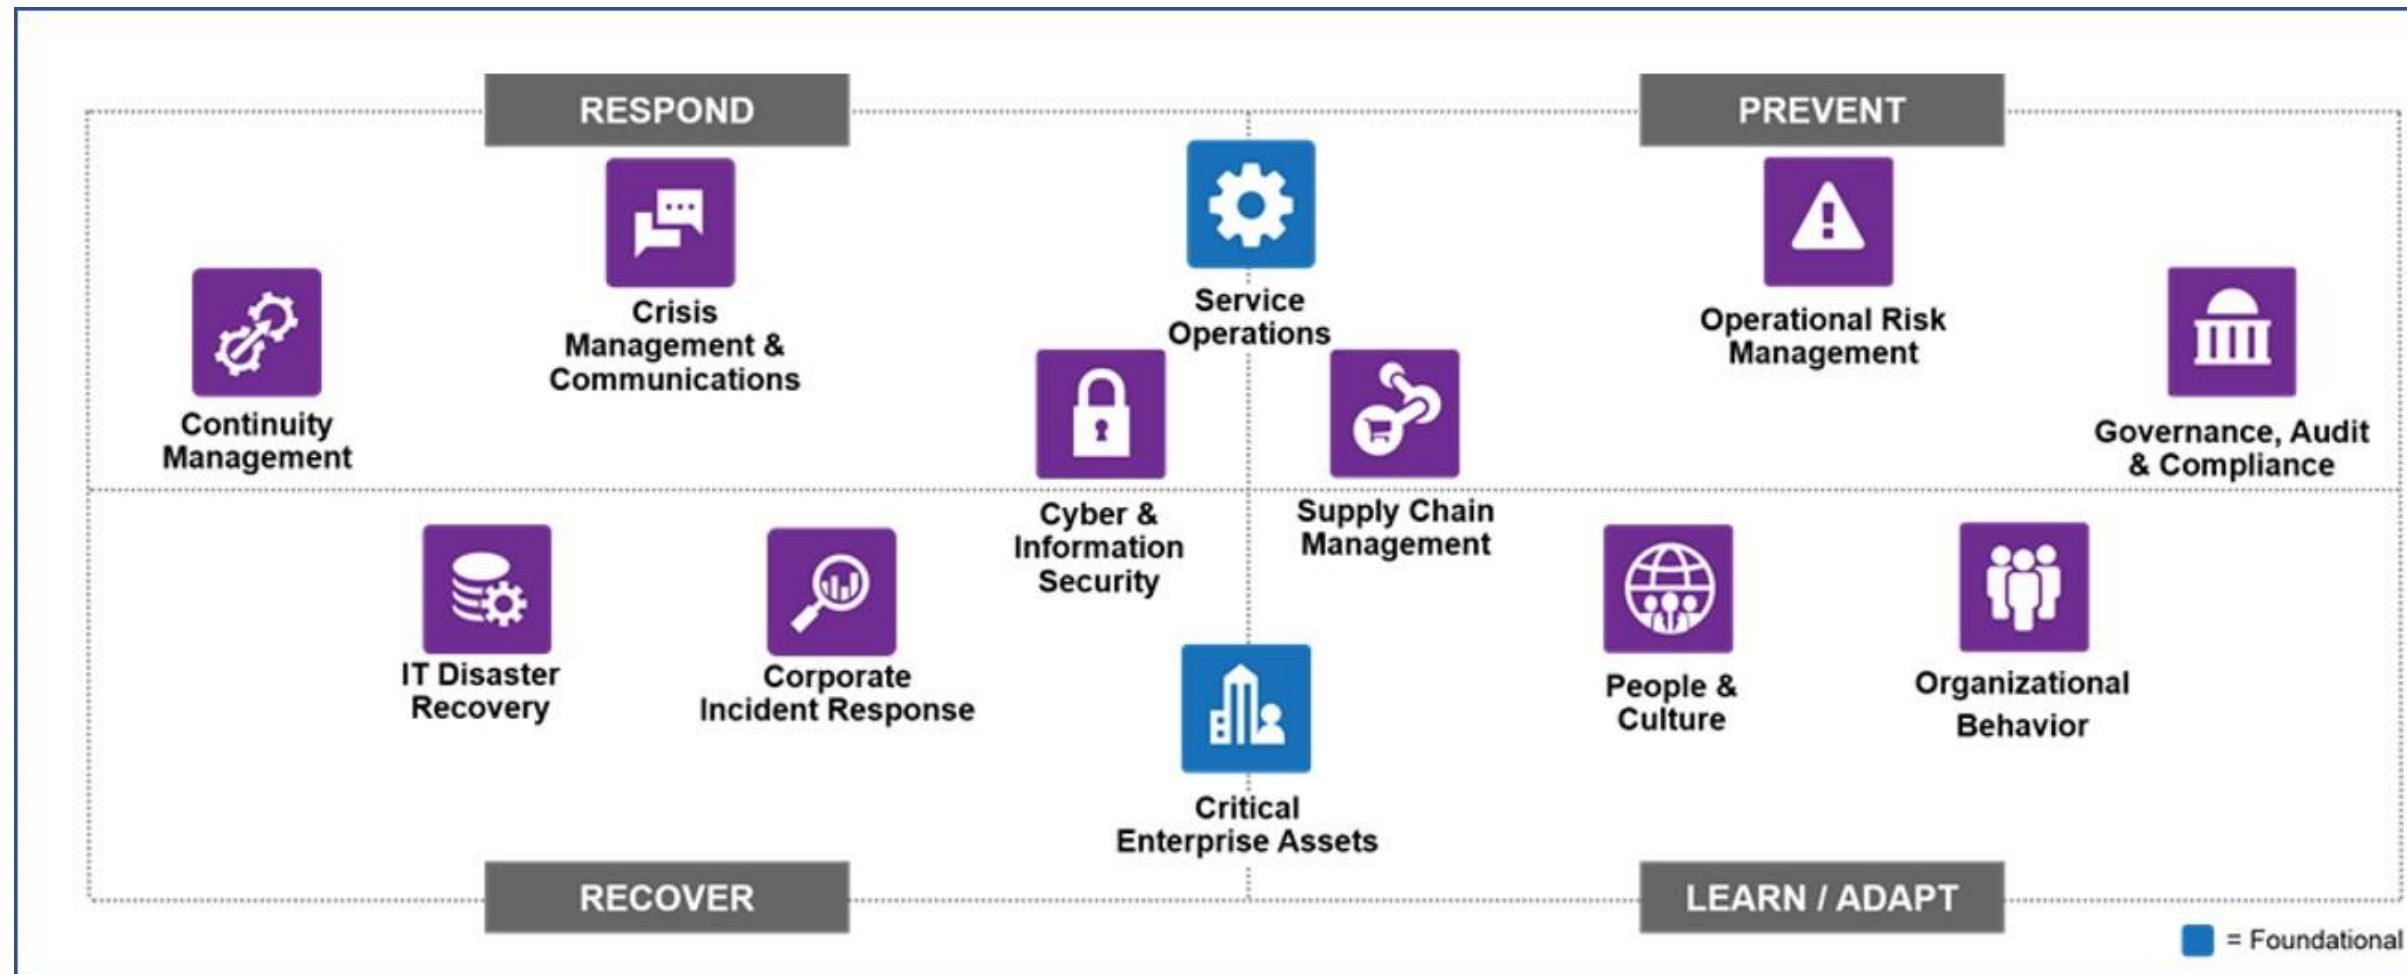 RESPOND
PREVENT
Crisis
Management &
Communications
Continuity
Management
Service
Operations
Operational Risk
Management
Governance, Audit
& Compliance
Cyber &
Information
Security
Supply Chain
Management
IT Disaster
Recovery
Corporate
Incident Response
Critical
Enterprise Assets
People &
Culture
Organizational
Behavior
RECOVER
LEARN / ADAPT
= Foundational